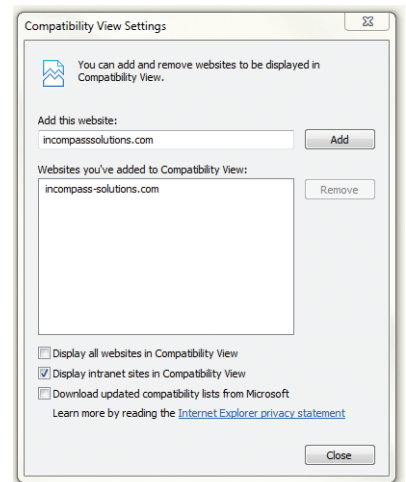 Compatibility View Settings
You can add and remove websites to be displayed in
Compatibility View.
Add this website:
incompasssolutions.com
Add
Websites you've added to Compatibility View:
incompass-solutions.com
Remove
Display all websites in Compatibility View
Display intranet sites in Compatibility View
Download updated compatibility lists from Microsoft
Learn more by reading the Internet Explorer privacy statement
Close